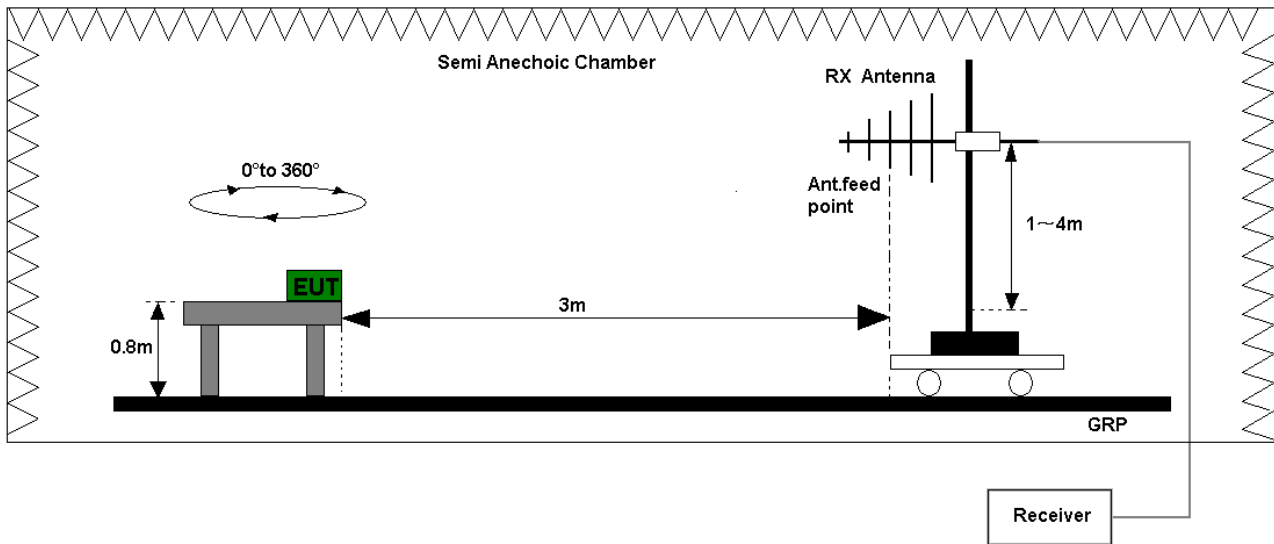 Semi Anechoic Chamber
RX Antenna
0°to 360°
Ant.feed
point
1～4m
EUT
3m
0.8m
GRP
Receiver